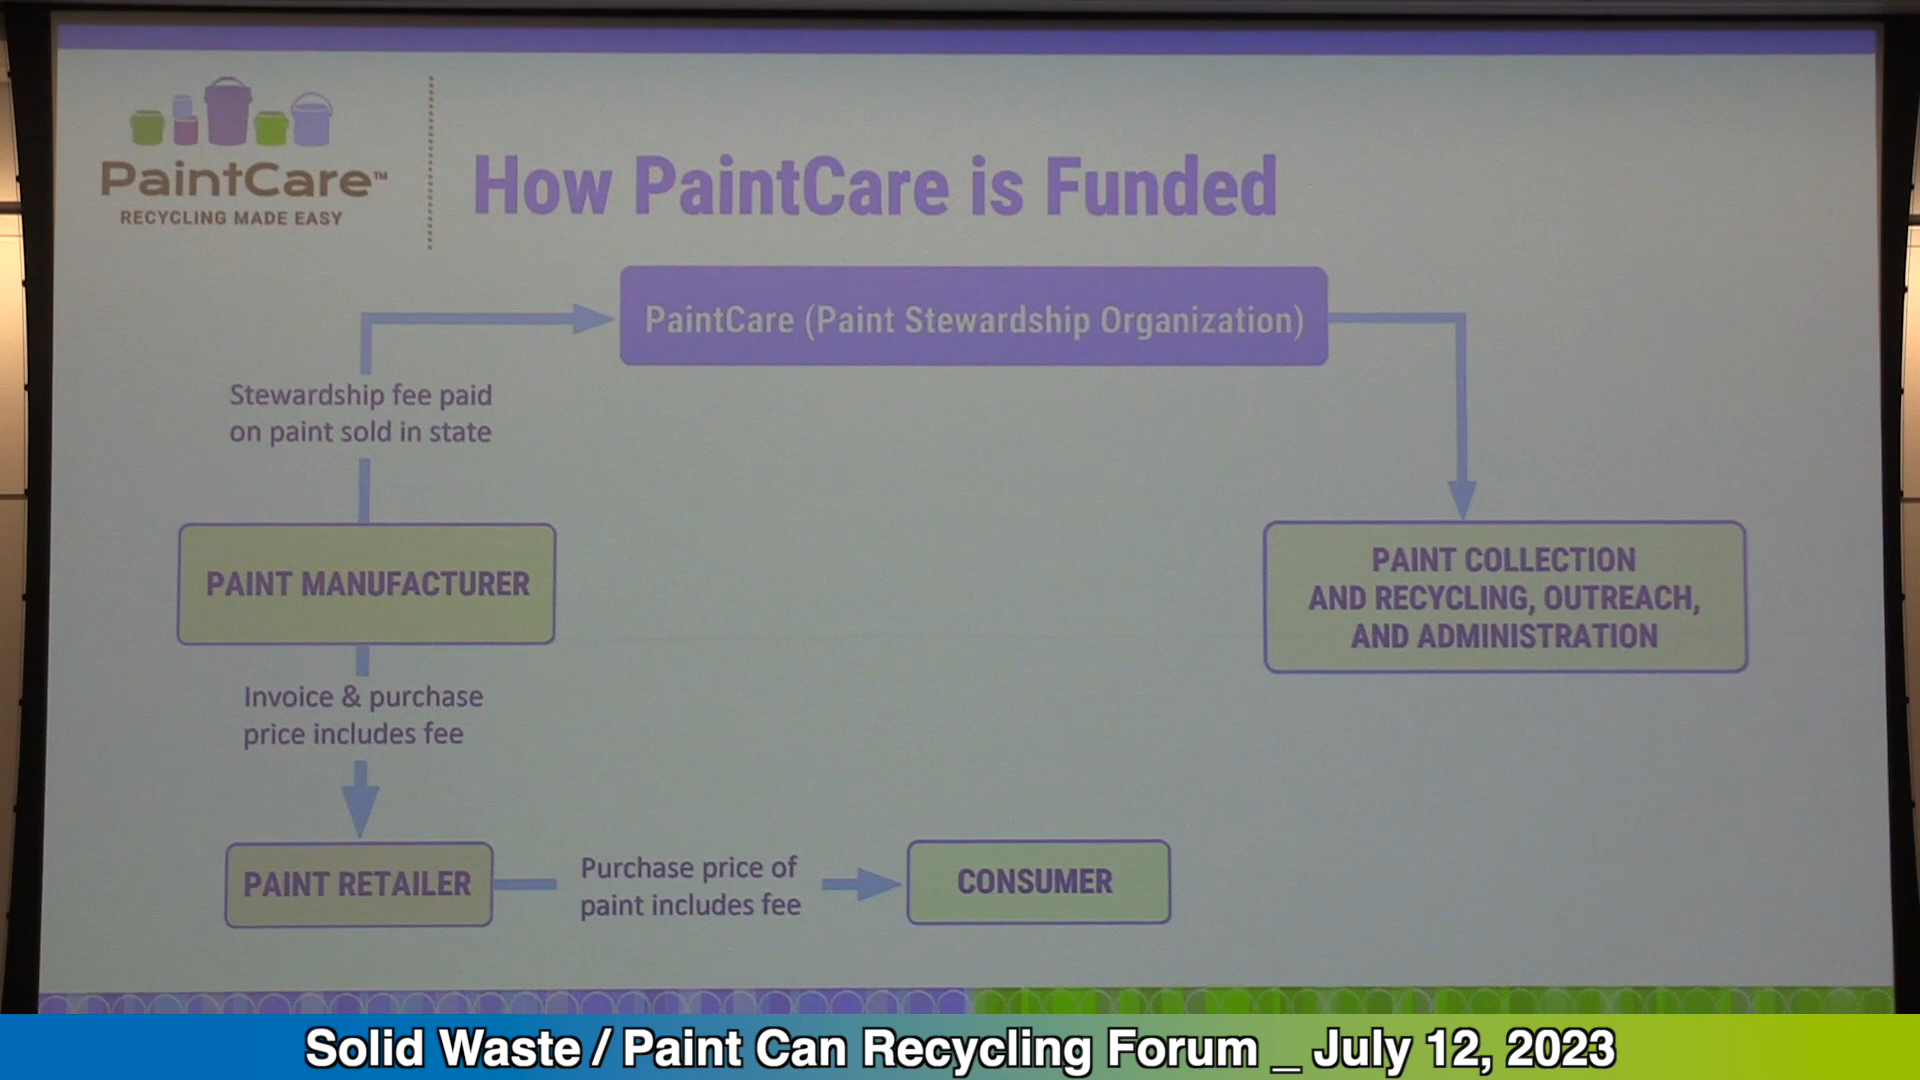 PaintCare™
RECYCLING MADE EASY
How PaintCare is Funded
PaintCare (Paint Stewardship Organization)
Stewardship fee paid
on paint sold in state
PAINT MANUFACTURER
PAINT COLLECTION
AND RECYCLING, OUTREACH,
AND ADMINISTRATION
Invoice & purchase
price includes fee
PAINT RETAILER
Purchase price of
paint includes fee
CONSUMER
Solid Waste / Paint Can Recycling Forum _ July 12, 2023